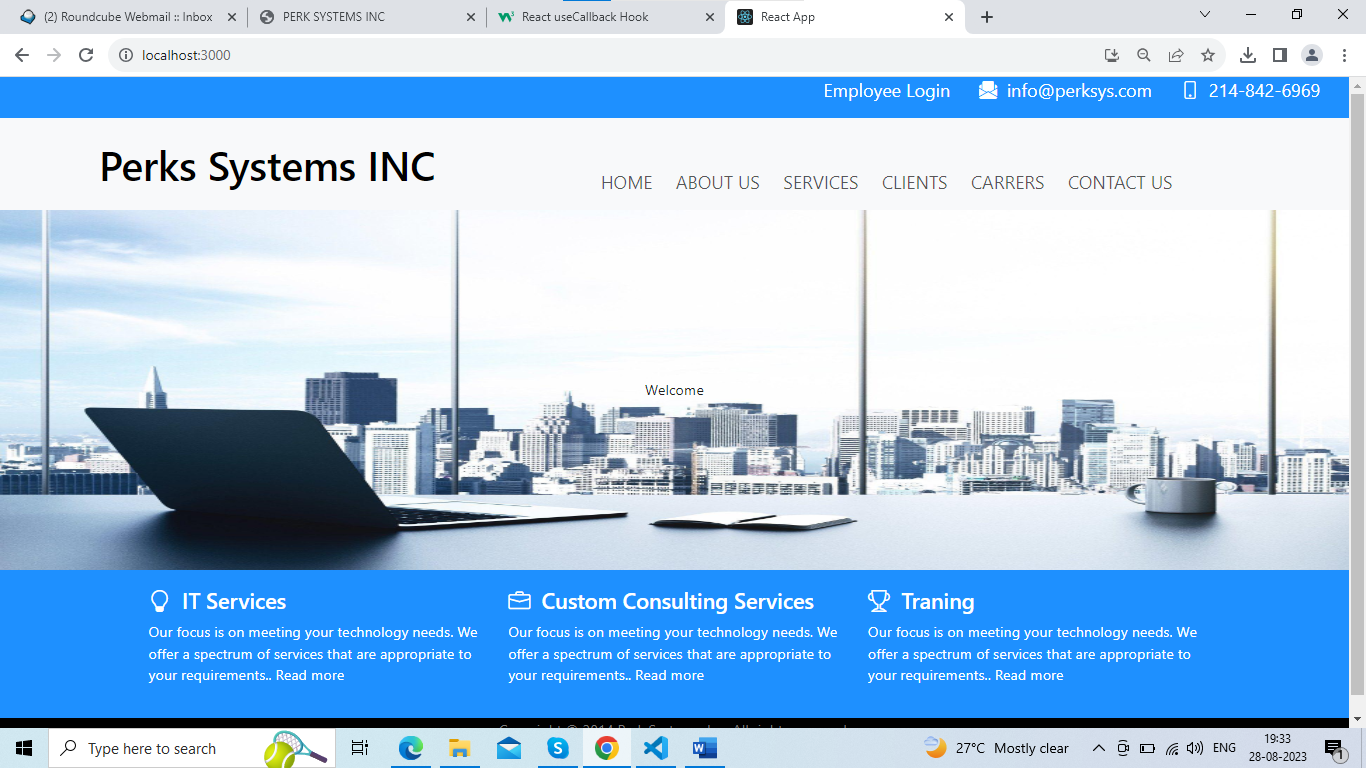 (2) Roundcube Webmail :: Inbox
PERK SYSTEMS INC
React useCallback Hook
React App
localhost:3000
Employee Login info@perksys.com 214-842-6969
Perks Systems INC
HOME ABOUT US SERVICES CLIENTS CARRERS CONTACT US
Welcome
IT Services
Our focus is on meeting your technology needs. We
offer a spectrum of services that are appropriate to
your requirements.. Read more
Custom Consulting Services
Our focus is on meeting your technology needs. We
offer a spectrum of services that are appropriate to
your requirements.. Read more
Traning
Our focus is on meeting your technology needs. We
offer a spectrum of services that are appropriate to
your requirements.. Read more
Type here to search
27°C Mostly clear
ENG
19:33
28-08-2023
1